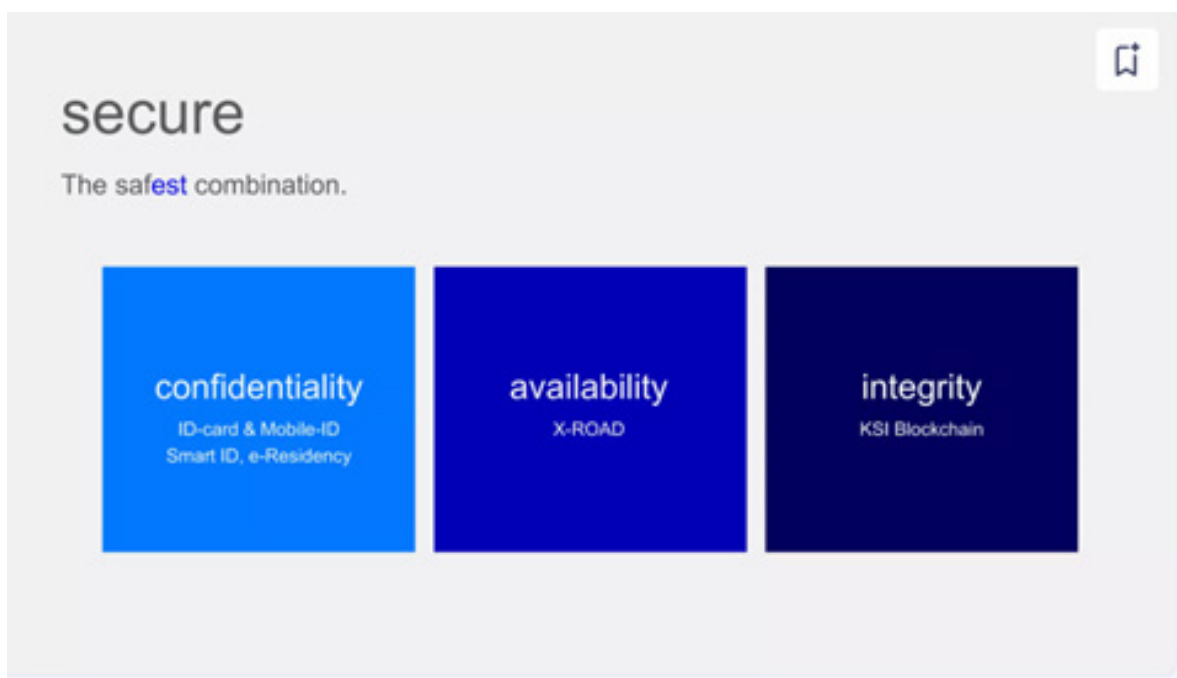 secure
The safest combination.
confidentiality
ID-card & Mobile-ID
Smart ID, e-Residency
availability
X-ROAD
integrity
KSI Blockchain